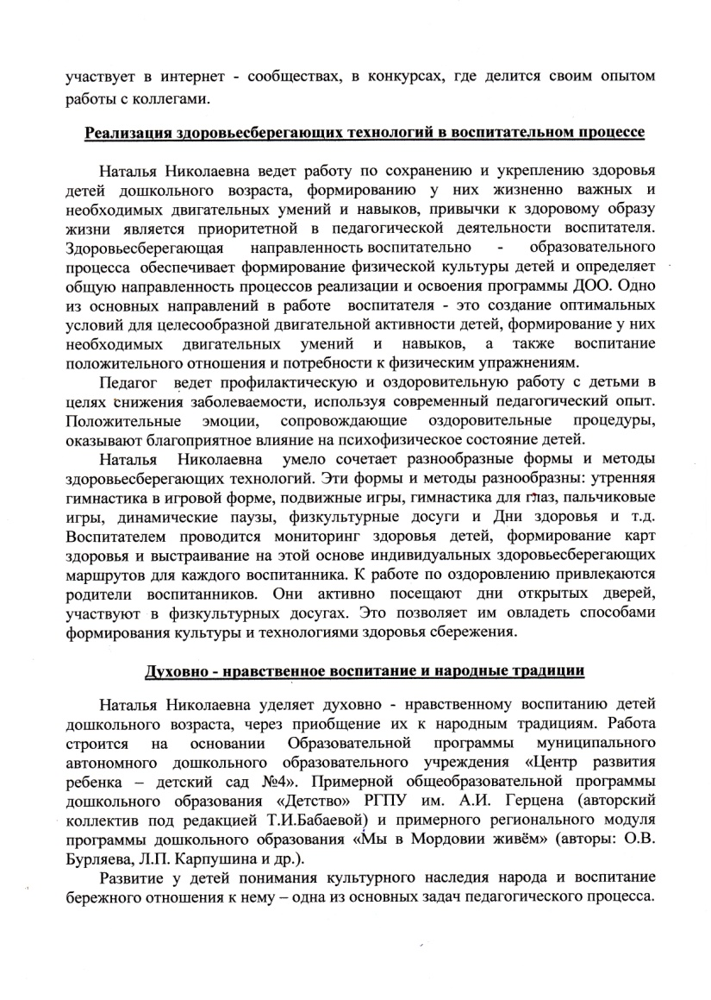 участвует в интернет - сообществах, в конкурсах, где делится своим опытом
работы с коллегами.
Реализация здоровьесберегающих технологий в воспитательном процессе
Наталья Николаевна ведет работу по сохранению и укреплению здоровья
детей дошкольного возраста, формированию у них жизненно важных и
необходимых двигательных умений и навыков, привычки к здоровому образу
жизни является приоритетной в педагогической деятельности воспитателя.
Здоровьесберегающая направленность воспитательно - образовательного
процесса обеспечивает формирование физической культуры детей и определяет
общую направленность процессов реализации и освоения программы ДОО. Одно
из основных направлений в работе воспитателя - это создание оптимальных
условий для целесообразной двигательной активности детей, формирование у них
необходимых двигательных умений и навыков, а также воспитание
положительного отношения и потребности к физическим упражнениям.
Педагог ведет профилактическую и оздоровительную работу с детьми в
целях снижения заболеваемости, используя современный педагогический опыт.
Положительные эмоции, сопровождающие оздоровительные процедуры,
оказывают благоприятное влияние на психофизическое состояние детей.
Наталья Николаевна умело сочетает разнообразные формы и методы
здоровьесберегающих технологий. Эти формы и методы разнообразны: утренняя
гимнастика в игровой форме, подвижные игры, гимнастика для глаз, пальчиковые
игры, динамические паузы, физкультурные досуги и Дни здоровья и т.д.
Воспитателем проводится мониторинг здоровья детей, формирование карт
здоровья и выстраивание на этой основе индивидуальных здоровьесберегающих
маршрутов для каждого воспитанника. К работе по оздоровлению привлекаются
родители воспитанников. Они активно посещают дни открытых дверей,
участвуют в физкультурных досугах. Это позволяет им овладеть способами
формирования культуры и технологиями здоровья сбережения.
Духовно - нравственное воспитание и народные традиции
Наталья Николаевна уделяет духовно - нравственному воспитанию детей
дошкольного возраста, через приобщение их к народным традициям. Работа
строится на основании Образовательной программы муниципального
автономного дошкольного образовательного учреждения «Центр развития
ребенка – детский сад №4». Примерной общеобразовательной программы
дошкольного образования «Детство» РГПУ им. А.И. Герцена (авторский
коллектив под редакцией Т.И.Бабаевой) и примерного регионального модуля
программы дошкольного образования «Мы в Мордовии живём» (авторы: О.В.
Бурляева, Л.П. Карпушина и др.).
Развитие у детей понимания культурного наследия народа и воспитание
бережного отношения к нему – одна из основных задач педагогического процесса.